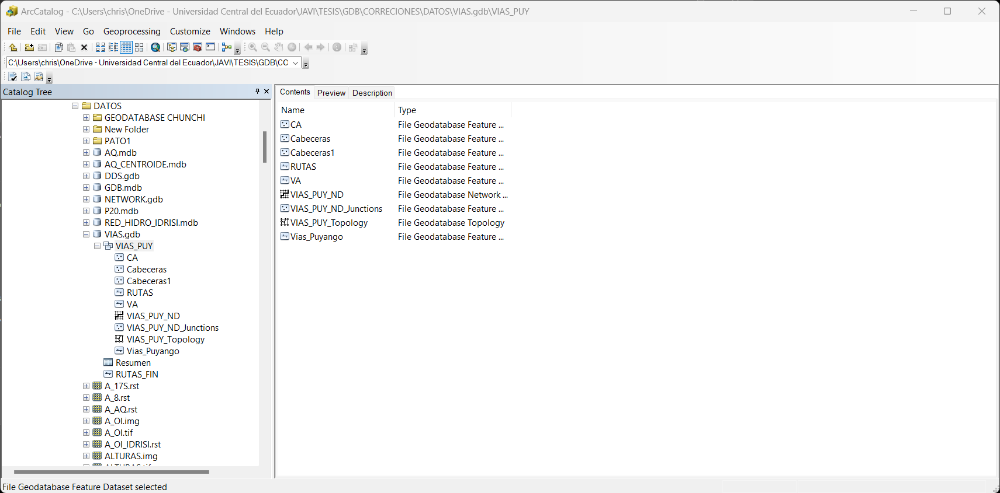 ArcCatalog - C:\Users\chris\OneDrive - Universidad Central del Ecuador\JAVI\TESIS\GDB\CORRECIONES\DATOS\VIAS.gdb\VIAS_PUY
File Edit View Go Geoprocessing Customize Windows Help
C:\Users\chris\OneDrive - Universidad Central del Ecuador\JAVI\TESIS\GDB\CC
Catalog Tree
DATOS
GEODATABASE CHUNCHI
New Folder
PATO1
AQ.mdb
AQ_CENTROIDE.mdb
DDS.gdb
GDB.mdb
NETWORK.gdb
P20.mdb
RED_HIDRO_IDRISI.mdb
VIAS.gdb
VIAS_PUY
CA
Cabeceras
Cabeceras1
RUTAS
VA
VIAS_PUY_ND
VIAS_PUY_ND_Junctions
VIAS_PUY_Topology
Vias_Puyango
Resumen
RUTAS_FIN
A_17S.rst
A_8.rst
A_AQ.rst
A_OI.img
A_OI.tif
A_OI_IDRISI.rst
ALTURAS.img
Contents Preview Description
Name Type
CA File Geodatabase Feature ...
Cabeceras File Geodatabase Feature ...
Cabeceras1 File Geodatabase Feature ...
RUTAS File Geodatabase Feature ...
VA File Geodatabase Feature ...
VIAS_PUY_ND File Geodatabase Network ...
VIAS_PUY_ND_Junctions File Geodatabase Feature ...
VIAS_PUY_Topology File Geodatabase Topology
Vias_Puyango File Geodatabase Feature ...
File Geodatabase Feature Dataset selected